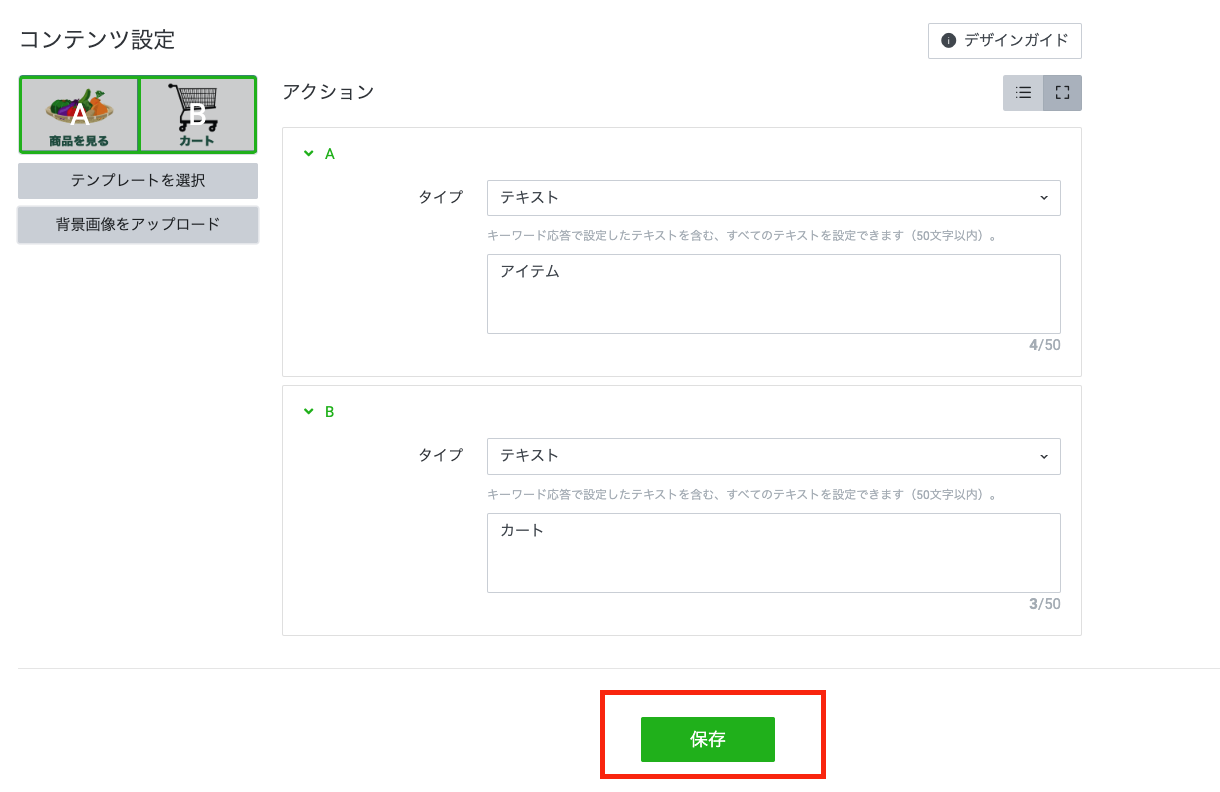 コンテンツ設定
デザインガイド
A
商品を見る
B
カート
テンプレートを選択
背景画像をアップロード
アクション
A
タイプ
テキスト
キーワード応答で設定したテキストを含む、すべてのテキストを設定できます（50文字以内）。
アイテム
4/50
B
タイプ
テキスト
キーワード応答で設定したテキストを含む、すべてのテキストを設定できます（50文字以内）。
カート
3/50
保存